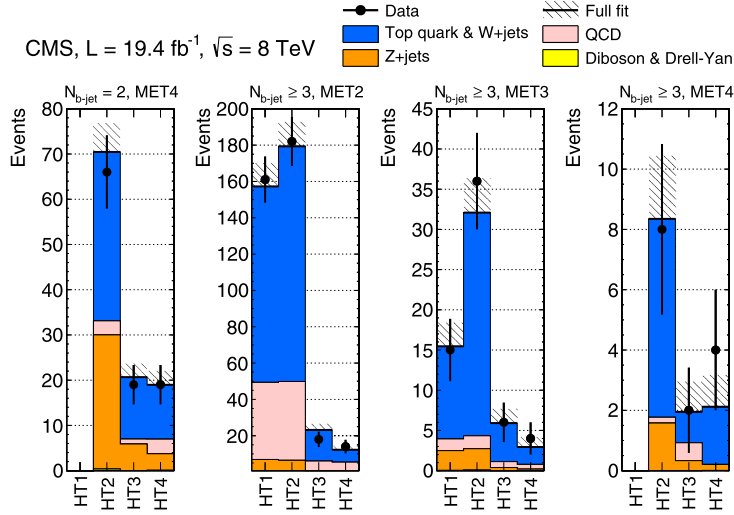 CMS, L = 19.4 fb⁻¹, √s = 8 TeV
Data
Top quark & W+jets
Z+jets
Full fit
QCD
Diboson & Drell-Yan
N_b-jet = 2, MET4
Events
80
70
60
50
40
30
20
10
0
HT1
HT2
HT3
HT4
N_b-jet ≥ 3, MET2
Events
200
180
160
140
120
100
80
60
40
20
HT1
HT2
HT3
HT4
N_b-jet ≥ 3, MET3
Events
45
40
35
30
25
20
15
10
5
0
HT1
HT2
HT3
HT4
N_b-jet ≥ 3, MET4
Events
12
10
8
6
4
2
0
HT1
HT2
HT3
HT4